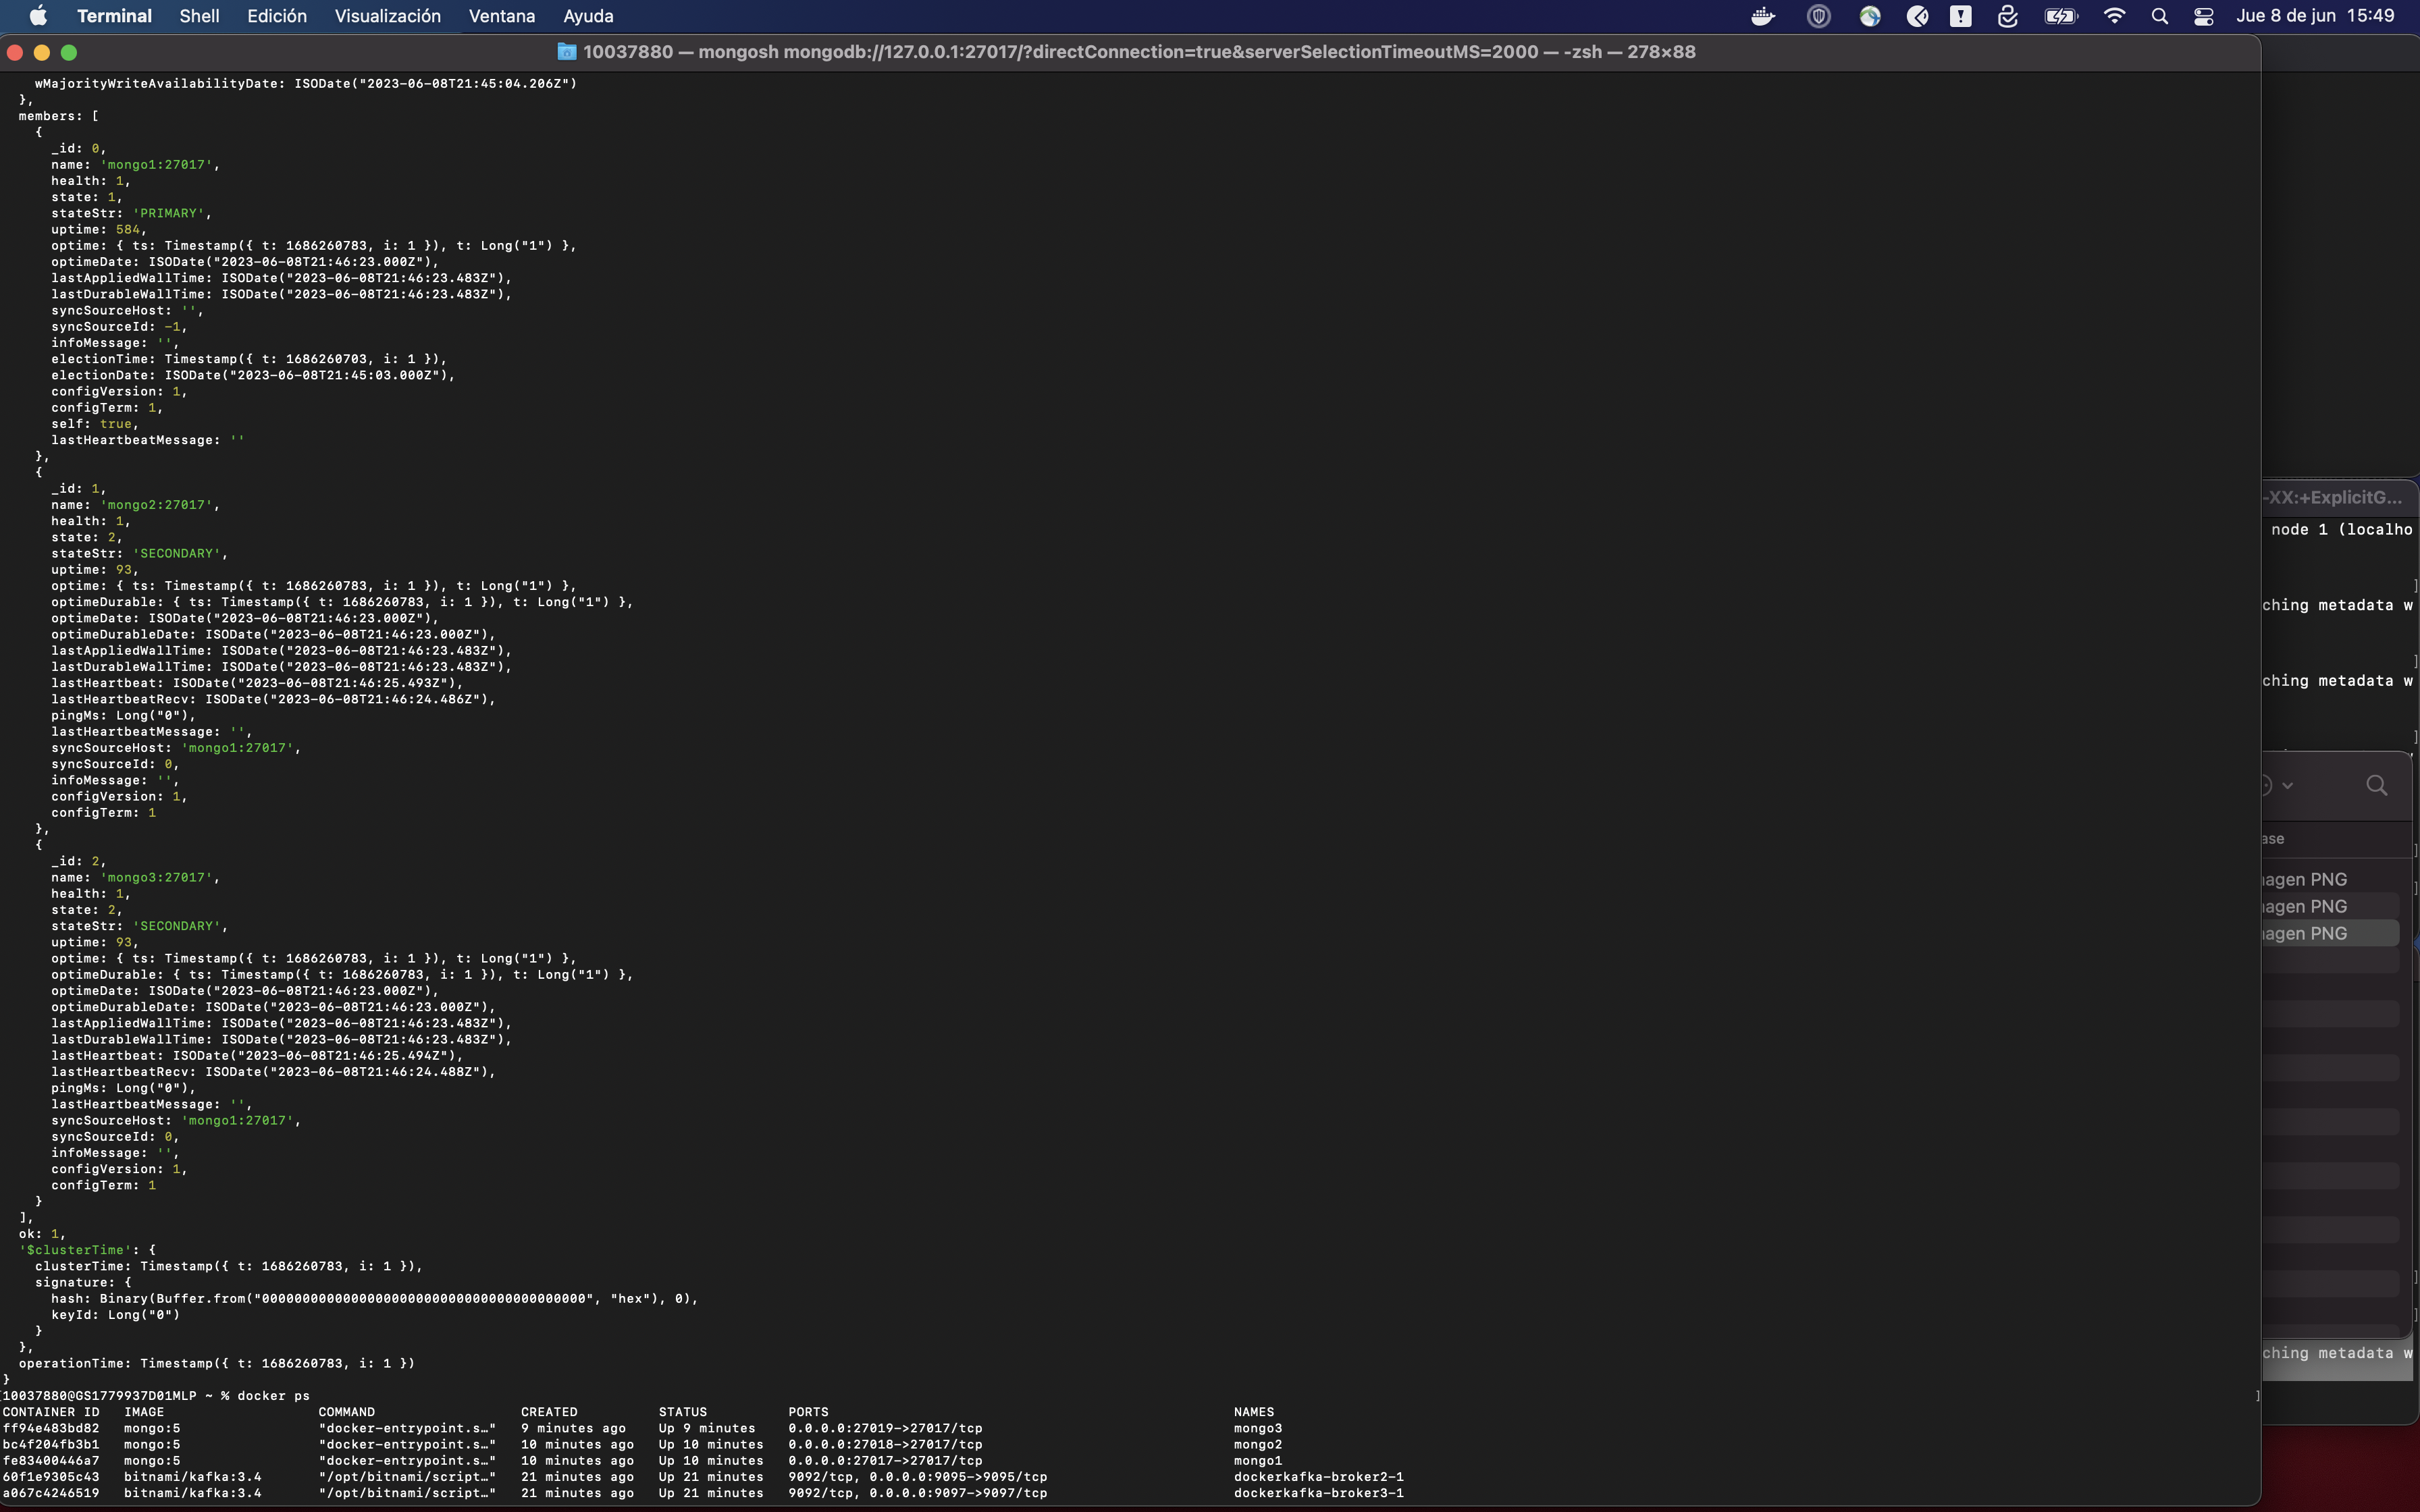 Terminal Shell Edición Visualización Ventana Ayuda Jue 8 de jun 15:49
10037880 — mongosh mongodb://127.0.0.1:27017/?directConnection=true&serverSelectionTimeoutMS=2000 — -zsh — 278×88
wMajorityWriteAvailabilityDate: ISODate("2023-06-08T21:45:04.206Z")
},
members: [
{
_id: 0,
name: 'mongo1:27017',
health: 1,
state: 1,
stateStr: 'PRIMARY',
uptime: 584,
optime: { ts: Timestamp({ t: 1686260783, i: 1 }), t: Long("1") },
optimeDate: ISODate("2023-06-08T21:46:23.000Z"),
lastAppliedWallTime: ISODate("2023-06-08T21:46:23.483Z"),
lastDurableWallTime: ISODate("2023-06-08T21:46:23.483Z"),
syncSourceHost: '',
syncSourceId: -1,
infoMessage: '',
electionTime: Timestamp({ t: 1686260703, i: 1 }),
electionDate: ISODate("2023-06-08T21:45:03.000Z"),
configVersion: 1,
configTerm: 1,
self: true,
lastHeartbeatMessage: ''
},
{
_id: 1,
name: 'mongo2:27017',
health: 1,
state: 2,
stateStr: 'SECONDARY',
uptime: 93,
optime: { ts: Timestamp({ t: 1686260783, i: 1 }), t: Long("1") },
optimeDurable: { ts: Timestamp({ t: 1686260783, i: 1 }), t: Long("1") },
optimeDate: ISODate("2023-06-08T21:46:23.000Z"),
optimeDurableDate: ISODate("2023-06-08T21:46:23.000Z"),
lastAppliedWallTime: ISODate("2023-06-08T21:46:23.483Z"),
lastDurableWallTime: ISODate("2023-06-08T21:46:23.483Z"),
lastHeartbeat: ISODate("2023-06-08T21:46:25.493Z"),
lastHeartbeatRecv: ISODate("2023-06-08T21:46:24.486Z"),
pingMs: Long("0"),
lastHeartbeatMessage: '',
syncSourceHost: 'mongo1:27017',
syncSourceId: 0,
infoMessage: '',
configVersion: 1,
configTerm: 1
},
{
_id: 2,
name: 'mongo3:27017',
health: 1,
state: 2,
stateStr: 'SECONDARY',
uptime: 93,
optime: { ts: Timestamp({ t: 1686260783, i: 1 }), t: Long("1") },
optimeDurable: { ts: Timestamp({ t: 1686260783, i: 1 }), t: Long("1") },
optimeDate: ISODate("2023-06-08T21:46:23.000Z"),
optimeDurableDate: ISODate("2023-06-08T21:46:23.000Z"),
lastAppliedWallTime: ISODate("2023-06-08T21:46:23.483Z"),
lastDurableWallTime: ISODate("2023-06-08T21:46:23.483Z"),
lastHeartbeat: ISODate("2023-06-08T21:46:25.494Z"),
lastHeartbeatRecv: ISODate("2023-06-08T21:46:24.488Z"),
pingMs: Long("0"),
lastHeartbeatMessage: '',
syncSourceHost: 'mongo1:27017',
syncSourceId: 0,
infoMessage: '',
configVersion: 1,
configTerm: 1
}
],
ok: 1,
'$clusterTime': {
clusterTime: Timestamp({ t: 1686260783, i: 1 }),
signature: {
hash: Binary(Buffer.from("0000000000000000000000000000000000000000", "hex"), 0),
keyId: Long("0")
}
},
operationTime: Timestamp({ t: 1686260783, i: 1 })
}
[10037880@GS1779937D01MLP ~ % docker ps ]
CONTAINER ID IMAGE COMMAND CREATED STATUS PORTS NAMES
ff94e483bd82 mongo:5 "docker-entrypoint.s…" 9 minutes ago Up 9 minutes 0.0.0.0:27019->27017/tcp mongo3
bc4f204fb3b1 mongo:5 "docker-entrypoint.s…" 10 minutes ago Up 10 minutes 0.0.0.0:27018->27017/tcp mongo2
fe83400446a7 mongo:5 "docker-entrypoint.s…" 10 minutes ago Up 10 minutes 0.0.0.0:27017->27017/tcp mongo1
60f1e9305c43 bitnami/kafka:3.4 "/opt/bitnami/script…" 21 minutes ago Up 21 minutes 9092/tcp, 0.0.0.0:9095->9095/tcp dockerkafka-broker2-1
a067c4246519 bitnami/kafka:3.4 "/opt/bitnami/script…" 21 minutes ago Up 21 minutes 9092/tcp, 0.0.0.0:9097->9097/tcp dockerkafka-broker3-1
-XX:+ExplicitG...
node 1 (localho
]
ching metadata w
]
ching metadata w
]
ase
agen PNG
agen PNG
agen PNG
ching metadata w